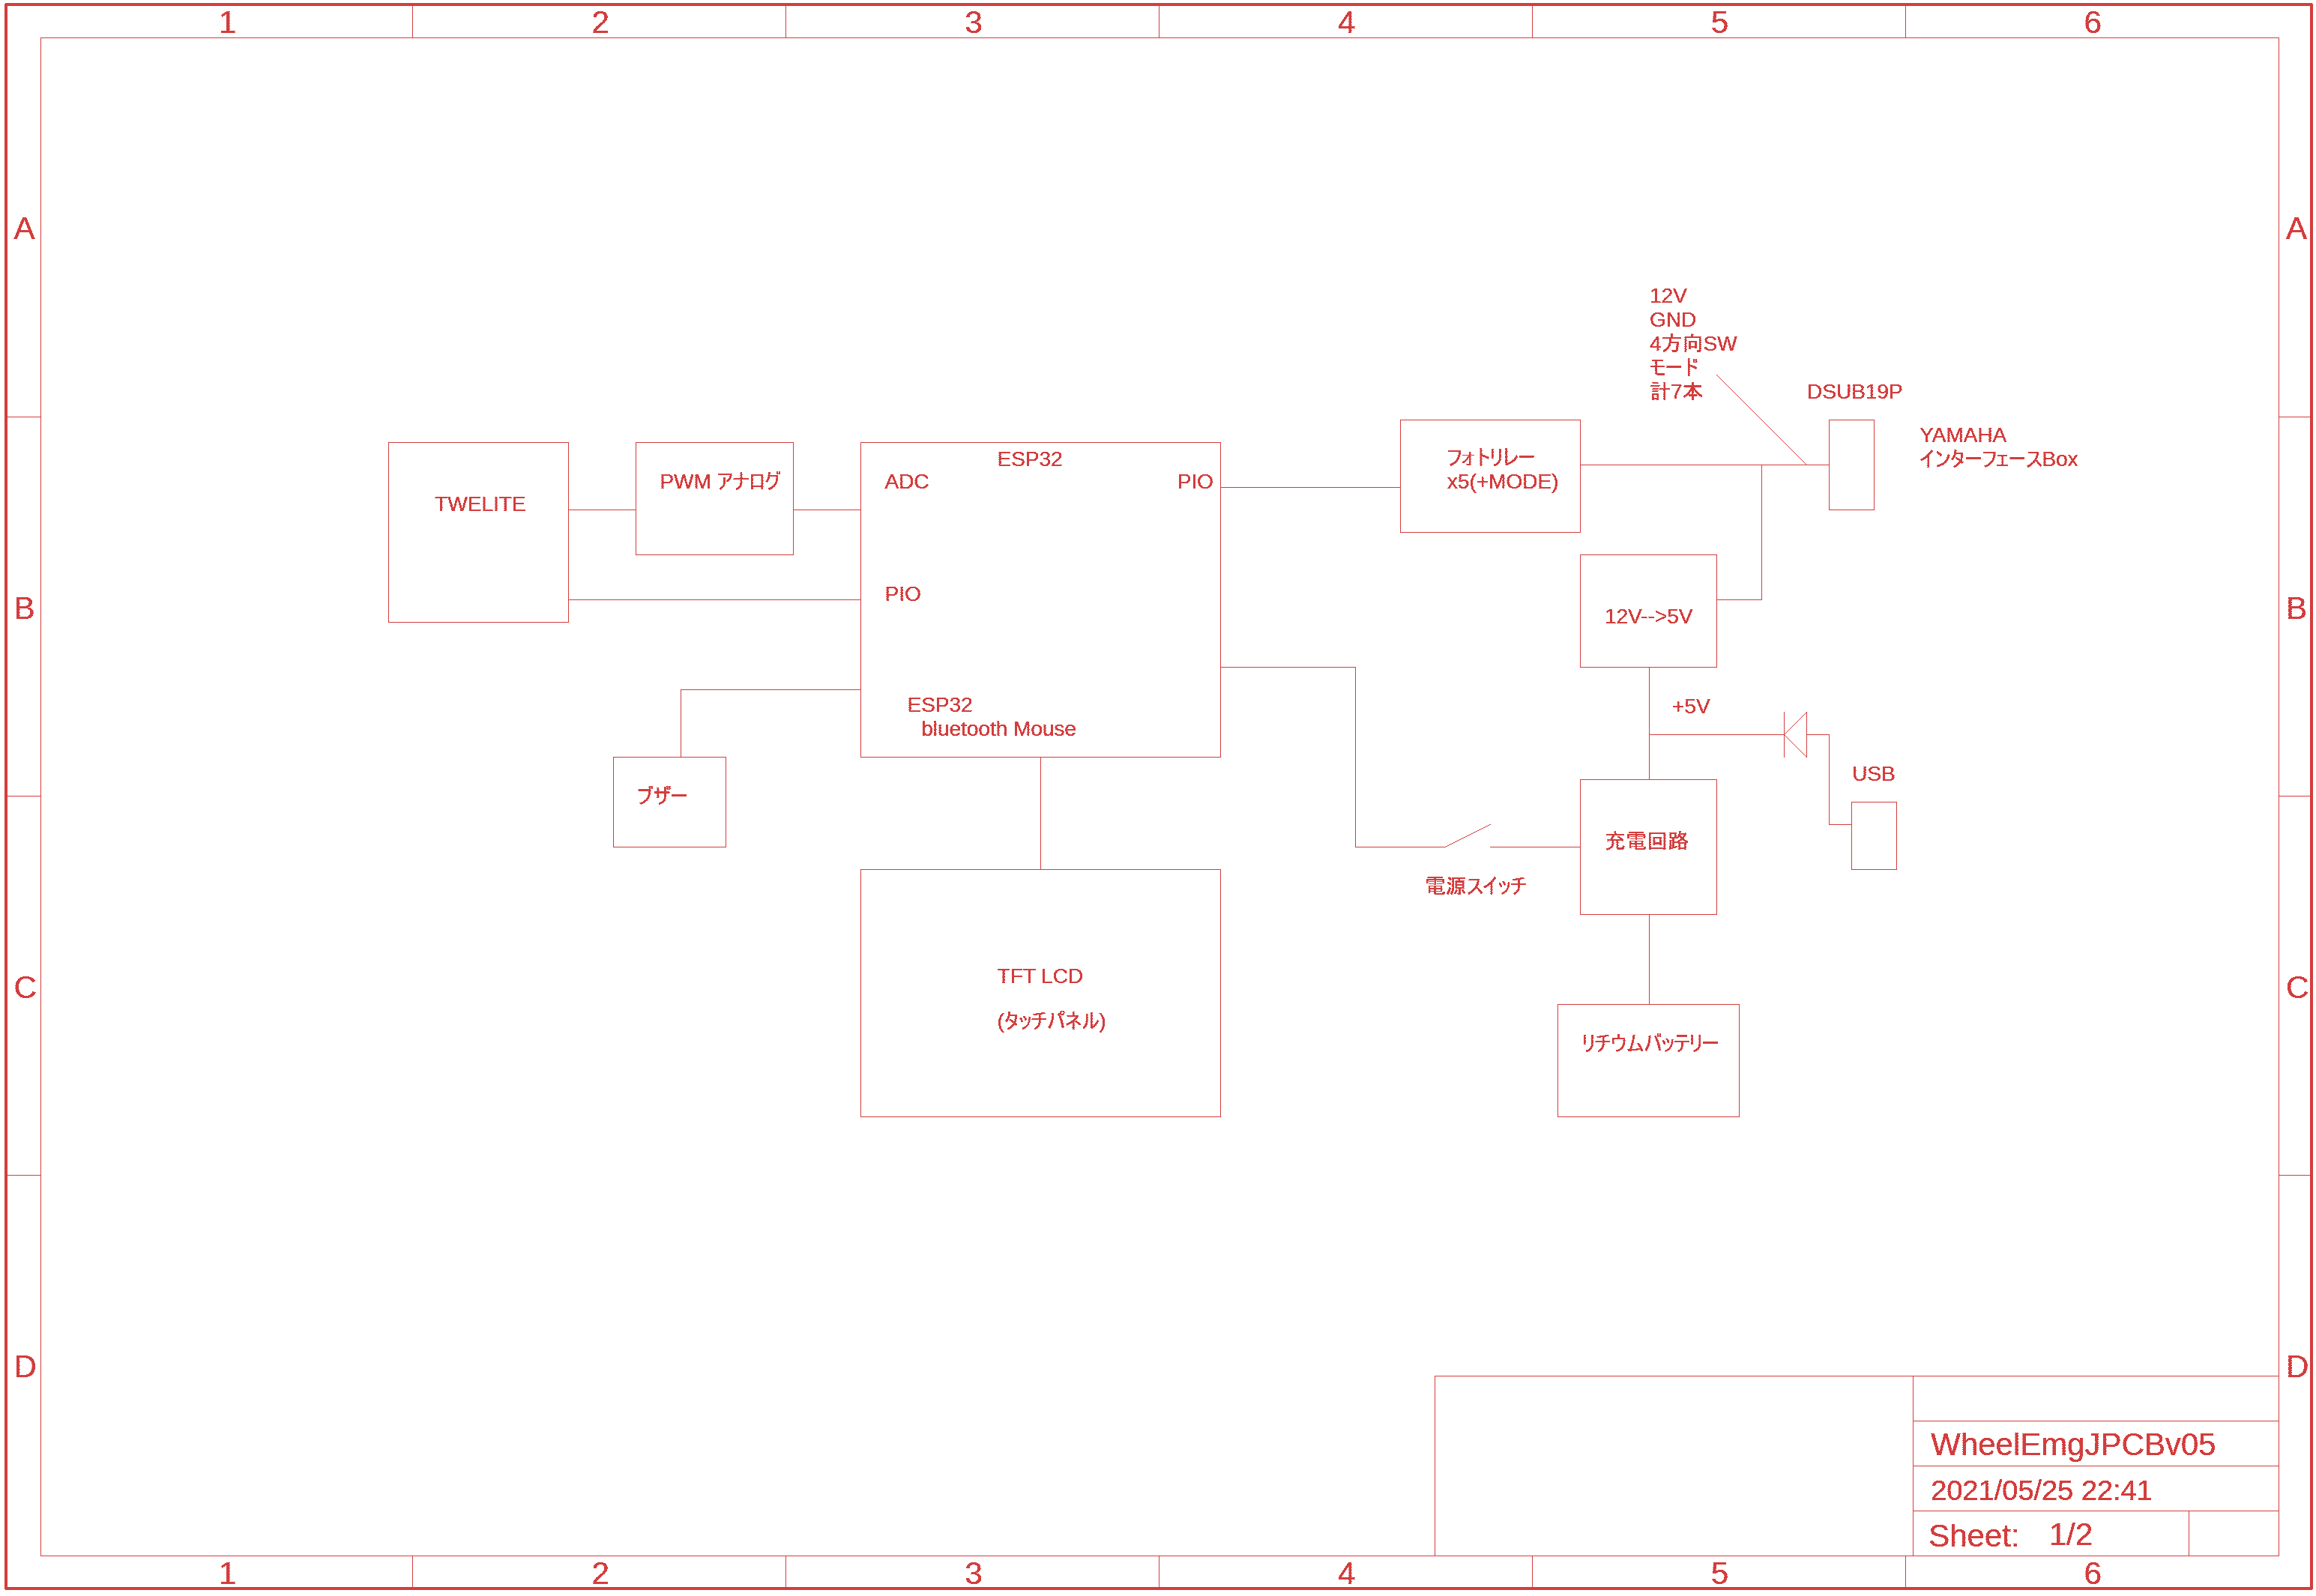 1 2 3 4 5 6
A A
12V
GND
4方向SW
モード
計7本
DSUB19P
YAMAHA
インターフェースBox
ESP32
フォトリレー
x5(+MODE)
TWELITE
PWM アナログ
ADC
PIO
PIO
B B
12V-->5V
ESP32
bluetooth Mouse
+5V
USB
ブザー
充電回路
電源スイッチ
TFT LCD
(タッチパネル)
C C
リチウムバッテリー
D D
WheelEmgJPCBv05
2021/05/25 22:41
Sheet: 1/2
1 2 3 4 5 6